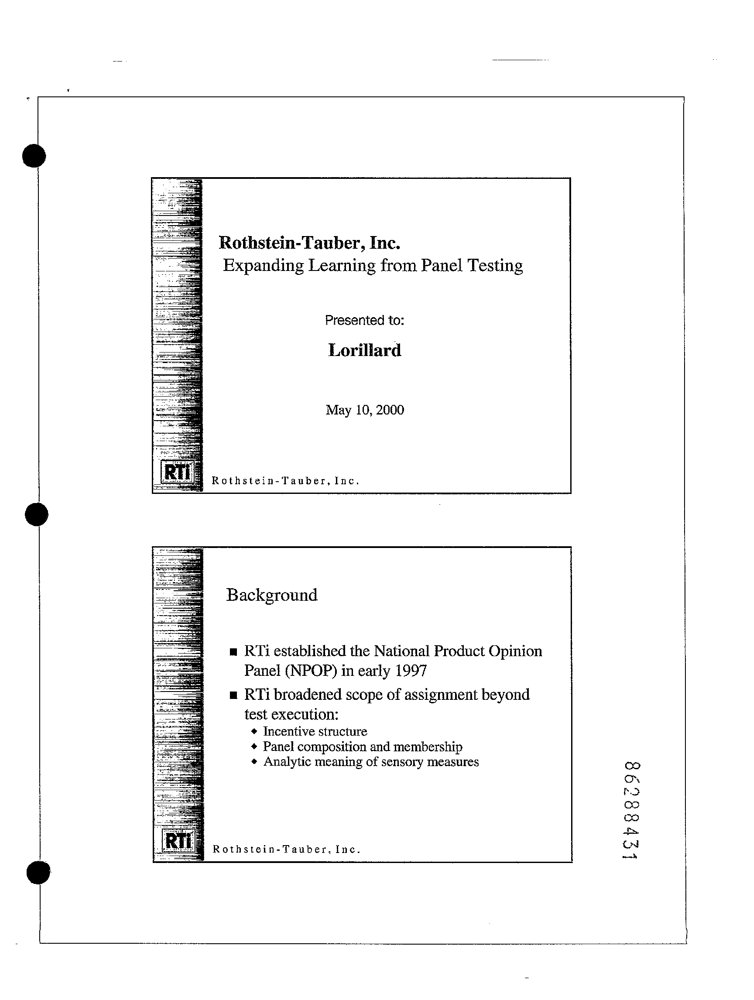 Rothstein-Tauber, Inc.
Expanding Learning from Panel Testing
Presented to:
Lorillard
May 10, 2000
RTi
Rothstein-Tauber, Inc.
Background
■ RTi established the National Product Opinion
Panel (NPOP) in early 1997
■ RTi broadened scope of assignment beyond
test execution:
◆ Incentive structure
◆ Panel composition and membership
◆ Analytic meaning of sensory measures
RTi
Rothstein-Tauber, Inc.
86288431